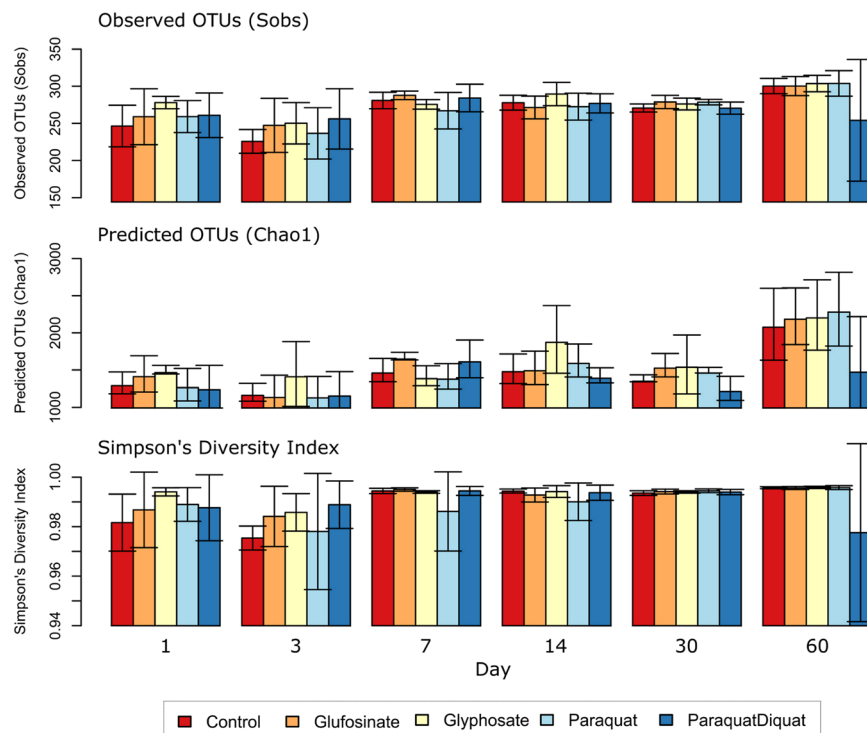 Observed OTUs (Sobs)
Observed OTUs (Sobs)
350
300
250
200
150
Predicted OTUs (Chao1)
Predicted OTUs (Chao1)
3000
2000
1000
Simpson's Diversity Index
Simpson's Diversity Index
1.00
0.98
0.96
0.94
1 3 7 14 30 60
Day
Control Glufosinate Glyphosate Paraquat ParaquatDiquat